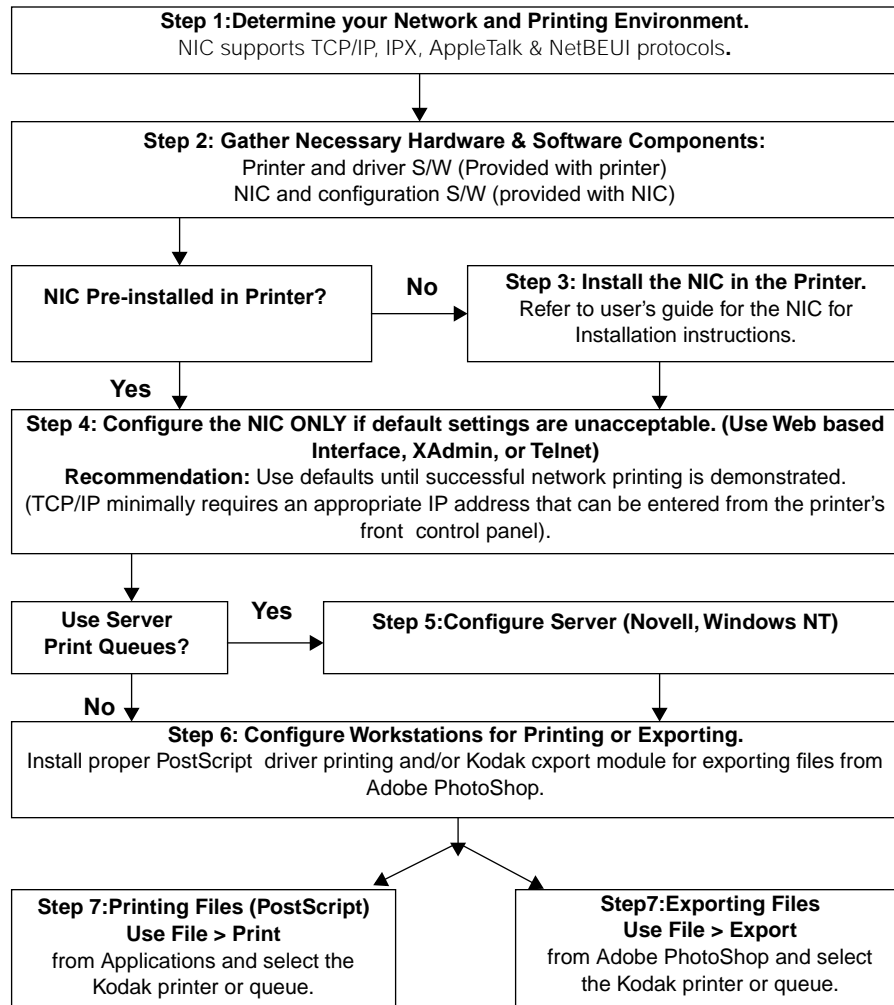 Step 1:Determine your Network and Printing Environment.
NIC supports TCP/IP, IPX, AppleTalk & NetBEUI protocols.
Step 2: Gather Necessary Hardware & Software Components:
Printer and driver S/W (Provided with printer)
NIC and configuration S/W (provided with NIC)
NIC Pre-installed in Printer?
No
Step 3: Install the NIC in the Printer.
Refer to user's guide for the NIC for
Installation instructions.
Yes
Step 4: Configure the NIC ONLY if default settings are unacceptable. (Use Web based
Interface, XAdmin, or Telnet)
Recommendation: Use defaults until successful network printing is demonstrated.
(TCP/IP minimally requires an appropriate IP address that can be entered from the printer's
front control panel).
Use Server
Print Queues?
Yes
Step 5:Configure Server (Novell, Windows NT)
No
Step 6: Configure Workstations for Printing or Exporting.
Install proper PostScript driver printing and/or Kodak cxport module for exporting files from
Adobe PhotoShop.
Step 7:Printing Files (PostScript)
Use File > Print
from Applications and select the
Kodak printer or queue.
Step7:Exporting Files
Use File > Export
from Adobe PhotoShop and select
the Kodak printer or queue.